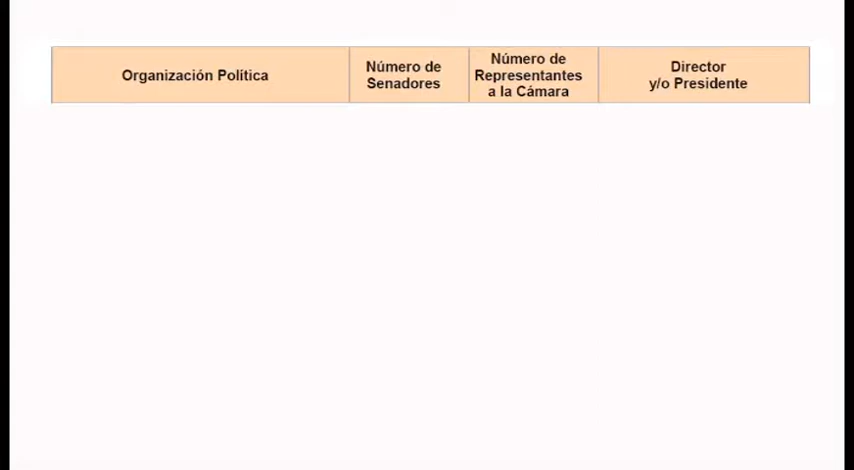 Organización Política
Número de
Senadores
Número de
Representantes
a la Cámara
Director
y/o Presidente